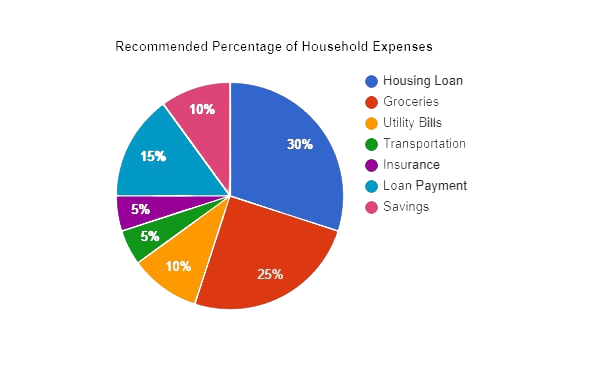 Recommended Percentage of Household Expenses
30%
25%
10%
5%
5%
15%
10%
Housing Loan
Groceries
Utility Bills
Transportation
Insurance
Loan Payment
Savings